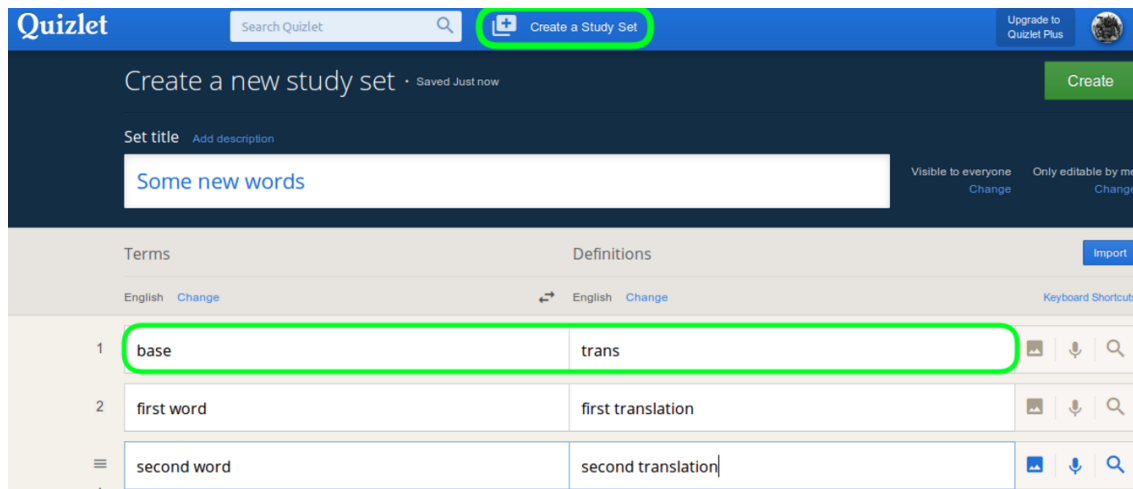 Quizlet Search Quizlet Create a Study Set Upgrade to
Quizlet Plus
Create a new study set · Saved Just now Create
Set title Add description
Some new words Visible to everyone Only editable by me
Change Change
Terms Definitions Import
English Change English Change Keyboard Shortcuts
1 base trans
2 first word first translation
second word second translation